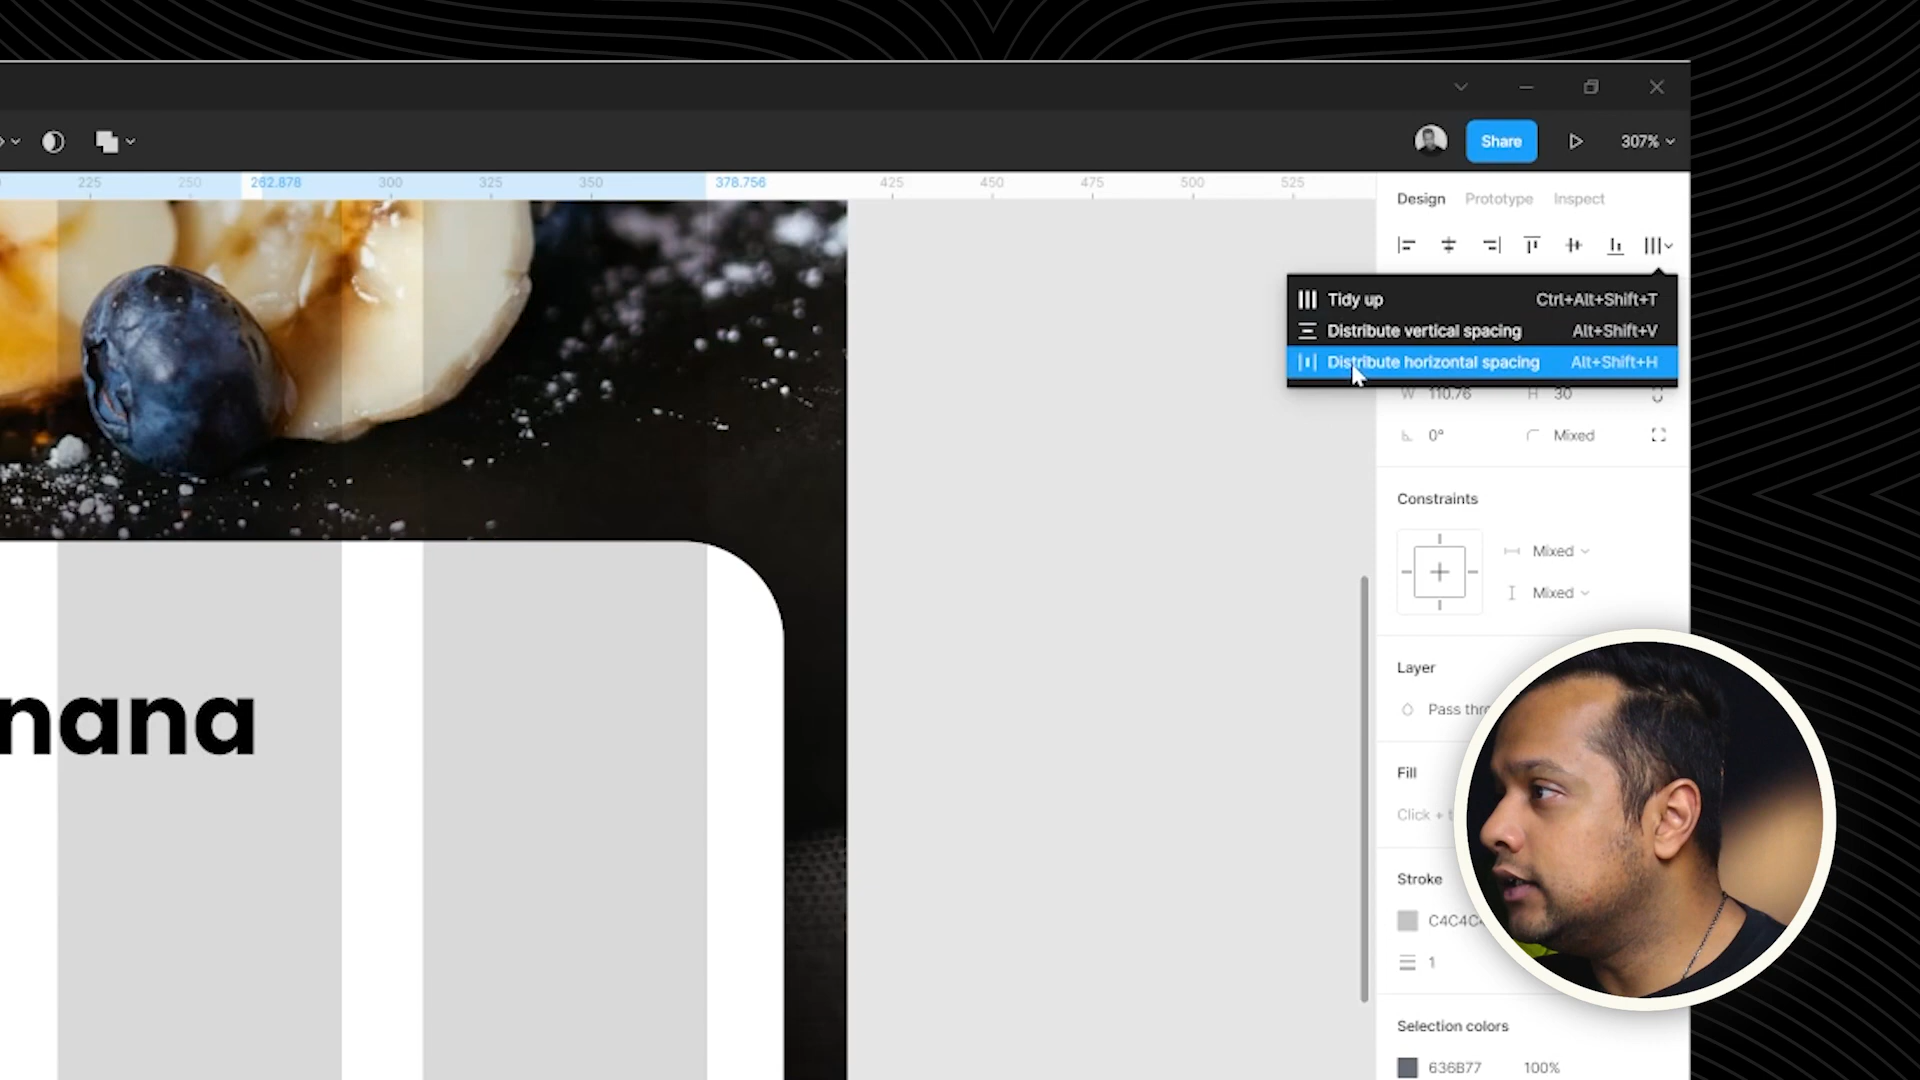 Share
307%
225 250 262.878 300 325 350 378.756 425 450 475 500 525
Design Prototype Inspect
Tidy up Ctrl+Alt+Shift+T
Distribute vertical spacing Alt+Shift+V
Distribute horizontal spacing Alt+Shift+H
W 110.76 H 30
0° Mixed
Constraints
Mixed
Mixed
nana
Layer
Pass thr
Fill
Click +
Stroke
C4C4C
1
Selection colors
636B77 100%